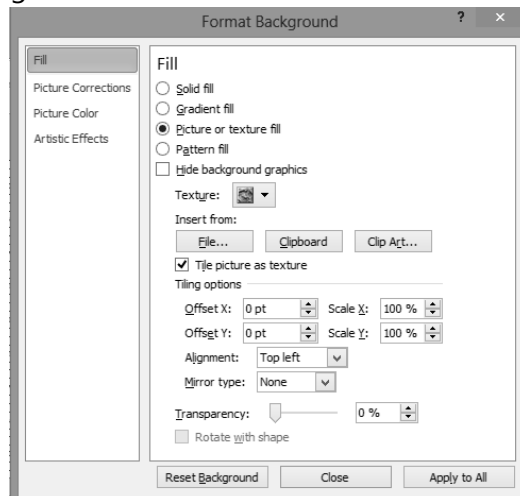 Format Background ? ×
Fill
Picture Corrections
Picture Color
Artistic Effects
Fill
Solid fill
Gradient fill
Picture or texture fill
Pattern fill
Hide background graphics
Texture:
Insert from:
File... Clipboard Clip Art...
Tile picture as texture
Tiling options
Offset X: 0 pt Scale X: 100 %
Offset Y: 0 pt Scale Y: 100 %
Alignment: Top left
Mirror type: None
Transparency: 0 %
Rotate with shape
Reset Background Close Apply to All